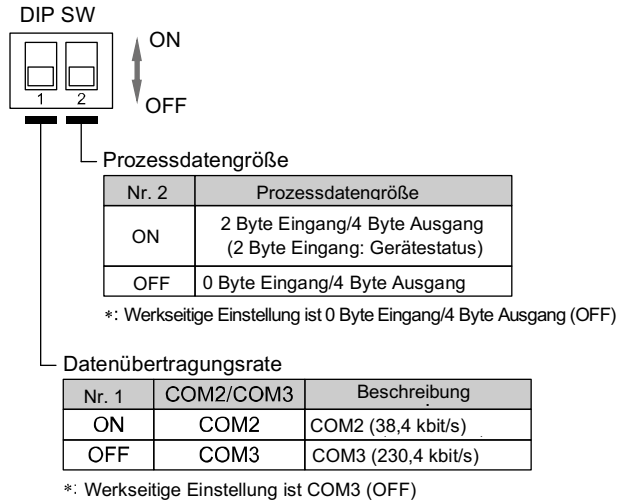 DIP SW
ON
1 2
OFF
Prozessdatengröße
Nr. 2 Prozessdatengröße
ON 2 Byte Eingang/4 Byte Ausgang
(2 Byte Eingang: Gerätestatus)
OFF 0 Byte Eingang/4 Byte Ausgang
*: Werkseitige Einstellung ist 0 Byte Eingang/4 Byte Ausgang (OFF)
Datenübertragungsrate
Nr. 1 COM2/COM3 Beschreibung
ON COM2 COM2 (38,4 kbit/s)
OFF COM3 COM3 (230,4 kbit/s)
*: Werkseitige Einstellung ist COM3 (OFF)